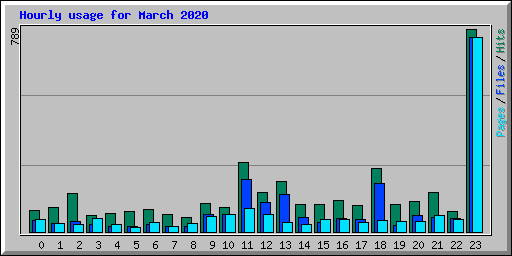 Hourly usage for March 2020
789
Pages / Files / Hits
0 1 2 3 4 5 6 7 8 9 10 11 12 13 14 15 16 17 18 19 20 21 22 23